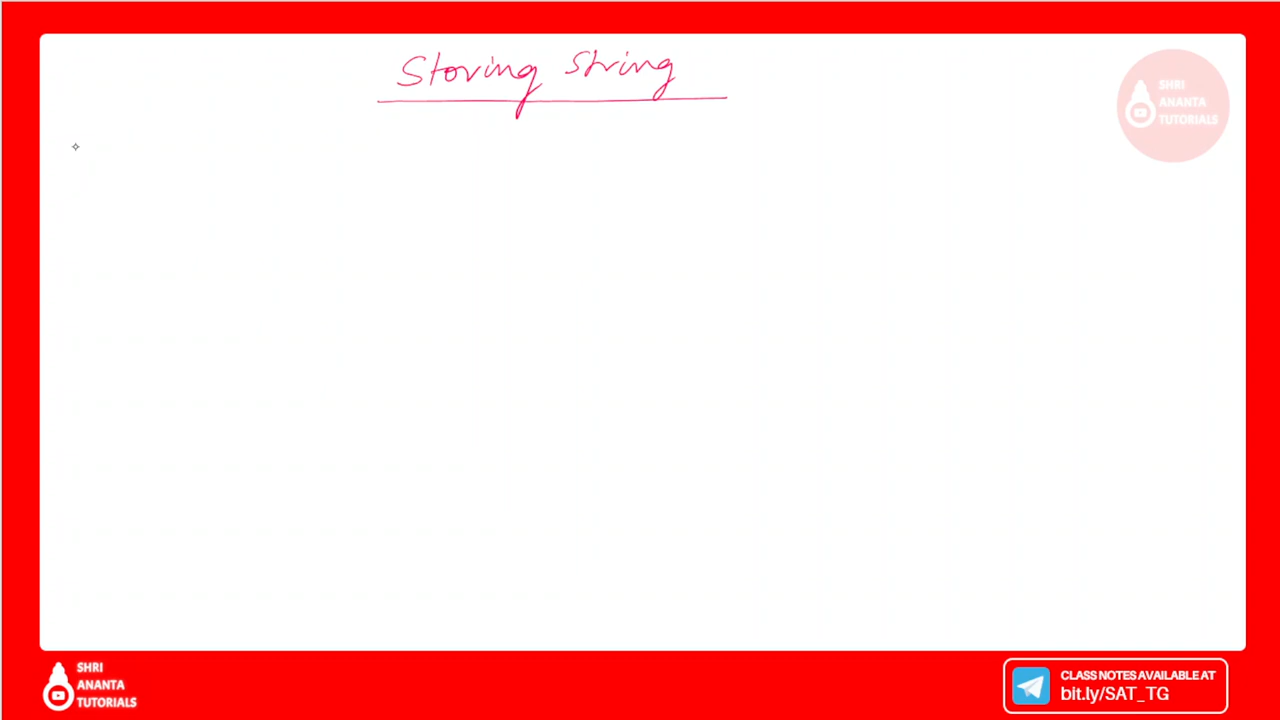 Storing String
SHRI
ANANTA
TUTORIALS
SHRI
ANANTA
TUTORIALS
CLASS NOTES AVAILABLE AT
bit.ly/SAT_TG